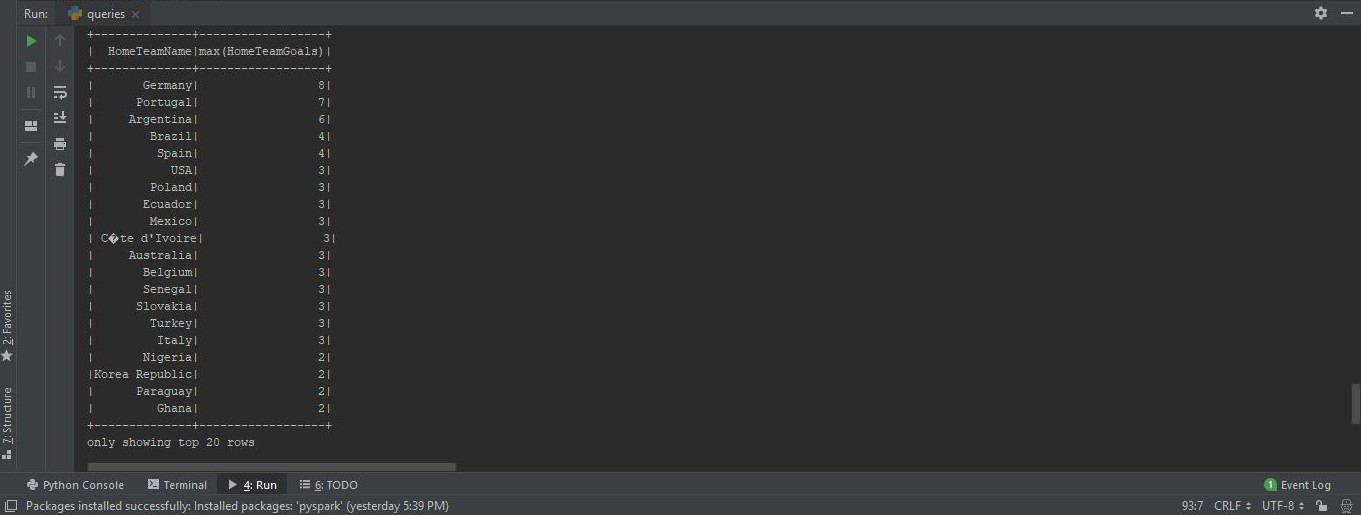 Run: queries
+--------------+------------------+
|  HomeTeamName|max(HomeTeamGoals)|
+--------------+------------------+
|       Germany|                 8|
|      Portugal|                 7|
|     Argentina|                 6|
|        Brazil|                 4|
|         Spain|                 4|
|           USA|                 3|
|        Poland|                 3|
|       Ecuador|                 3|
|        Mexico|                 3|
| C�te d'Ivoire|                 3|
|     Australia|                 3|
|       Belgium|                 3|
|       Senegal|                 3|
|      Slovakia|                 3|
|        Turkey|                 3|
|         Italy|                 3|
|       Nigeria|                 2|
|Korea Republic|                 2|
|      Paraguay|                 2|
|         Ghana|                 2|
+--------------+------------------+
only showing top 20 rows
2: Favorites
7: Structure
Python Console Terminal 4: Run 6: TODO 1 Event Log
Packages installed successfully: Installed packages: 'pyspark' (yesterday 5:39 PM) 93:7 CRLF UTF-8